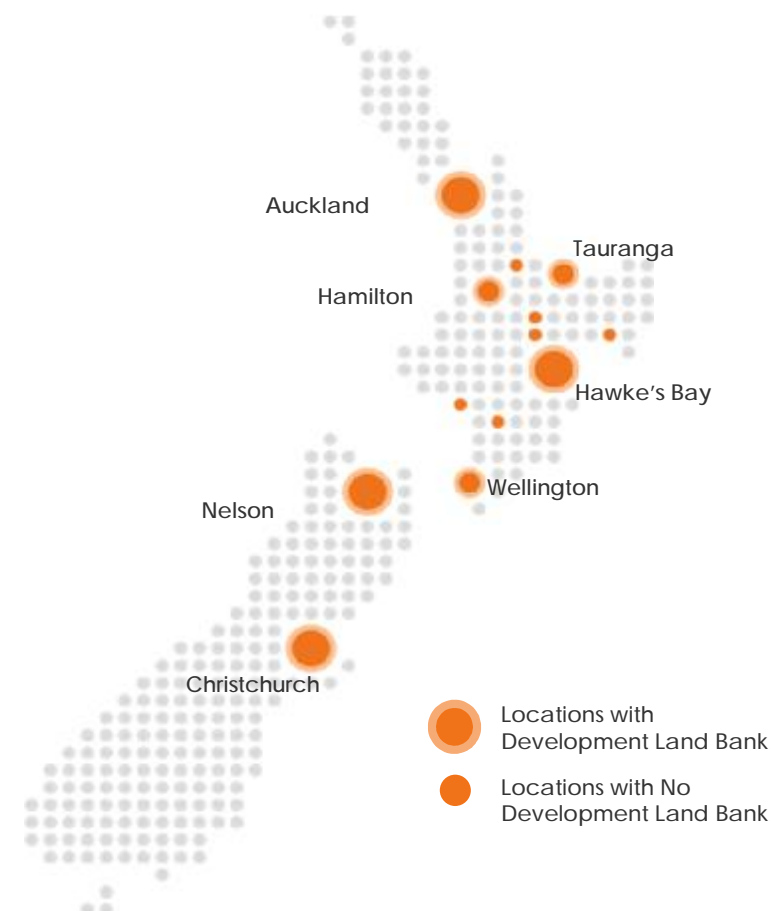 Auckland
Tauranga
Hamilton
Hawke's Bay
Wellington
Nelson
Christchurch
Locations with
Development Land Bank
Locations with No
Development Land Bank